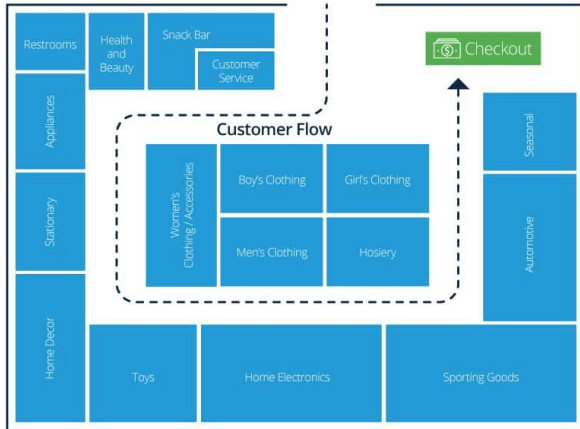 Restrooms
Health
and
Beauty
Snack Bar
Customer
Service
Checkout
Appliances
Customer Flow
Seasonal
Women's
Clothing / Accessories
Boy's Clothing
Girl's Clothing
Stationary
Men's Clothing
Hosiery
Automotive
Home Decor
Toys
Home Electronics
Sporting Goods